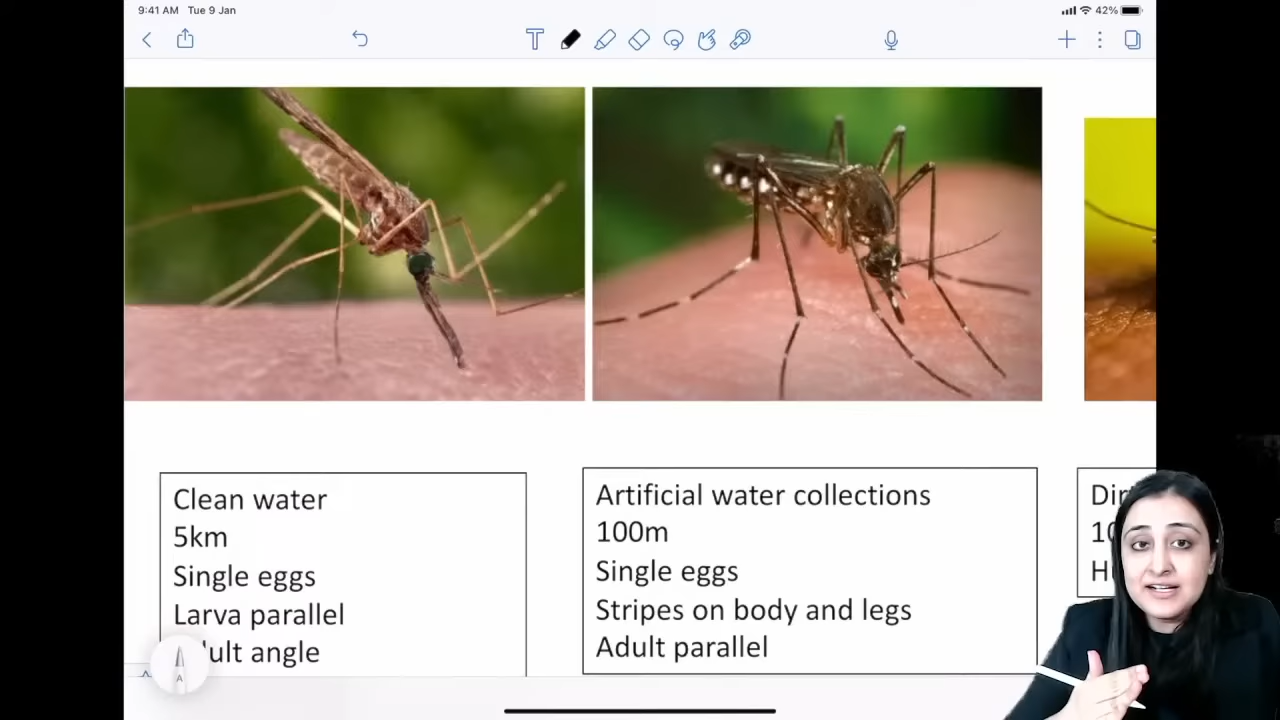 9:41 AM Tue 9 Jan
42%
T
Clean water
5km
Single eggs
Larva parallel
angle
Artificial water collections
100m
Single eggs
Stripes on body and legs
Adult parallel
A